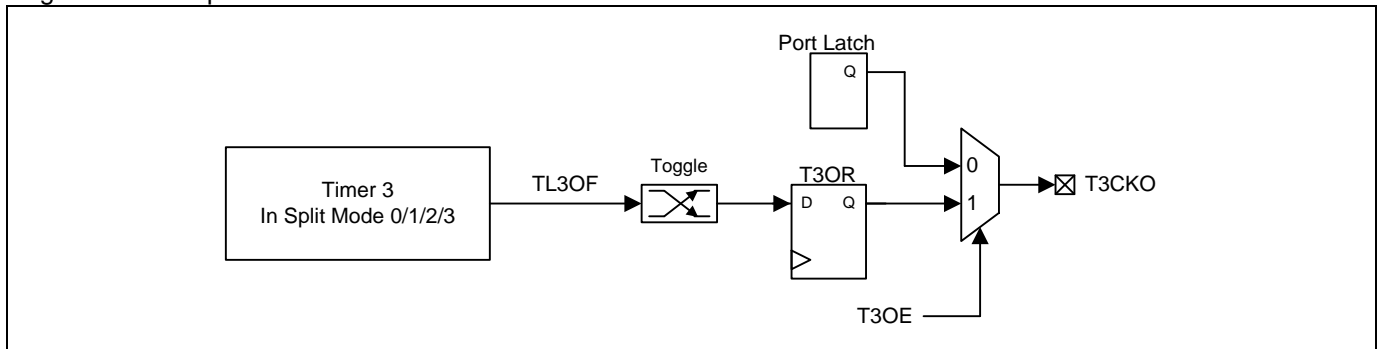 Port Latch
Q
Timer 3
In Split Mode 0/1/2/3
TL3OF
Toggle
T3OR
D Q
0
1
T3CKO
T3OE